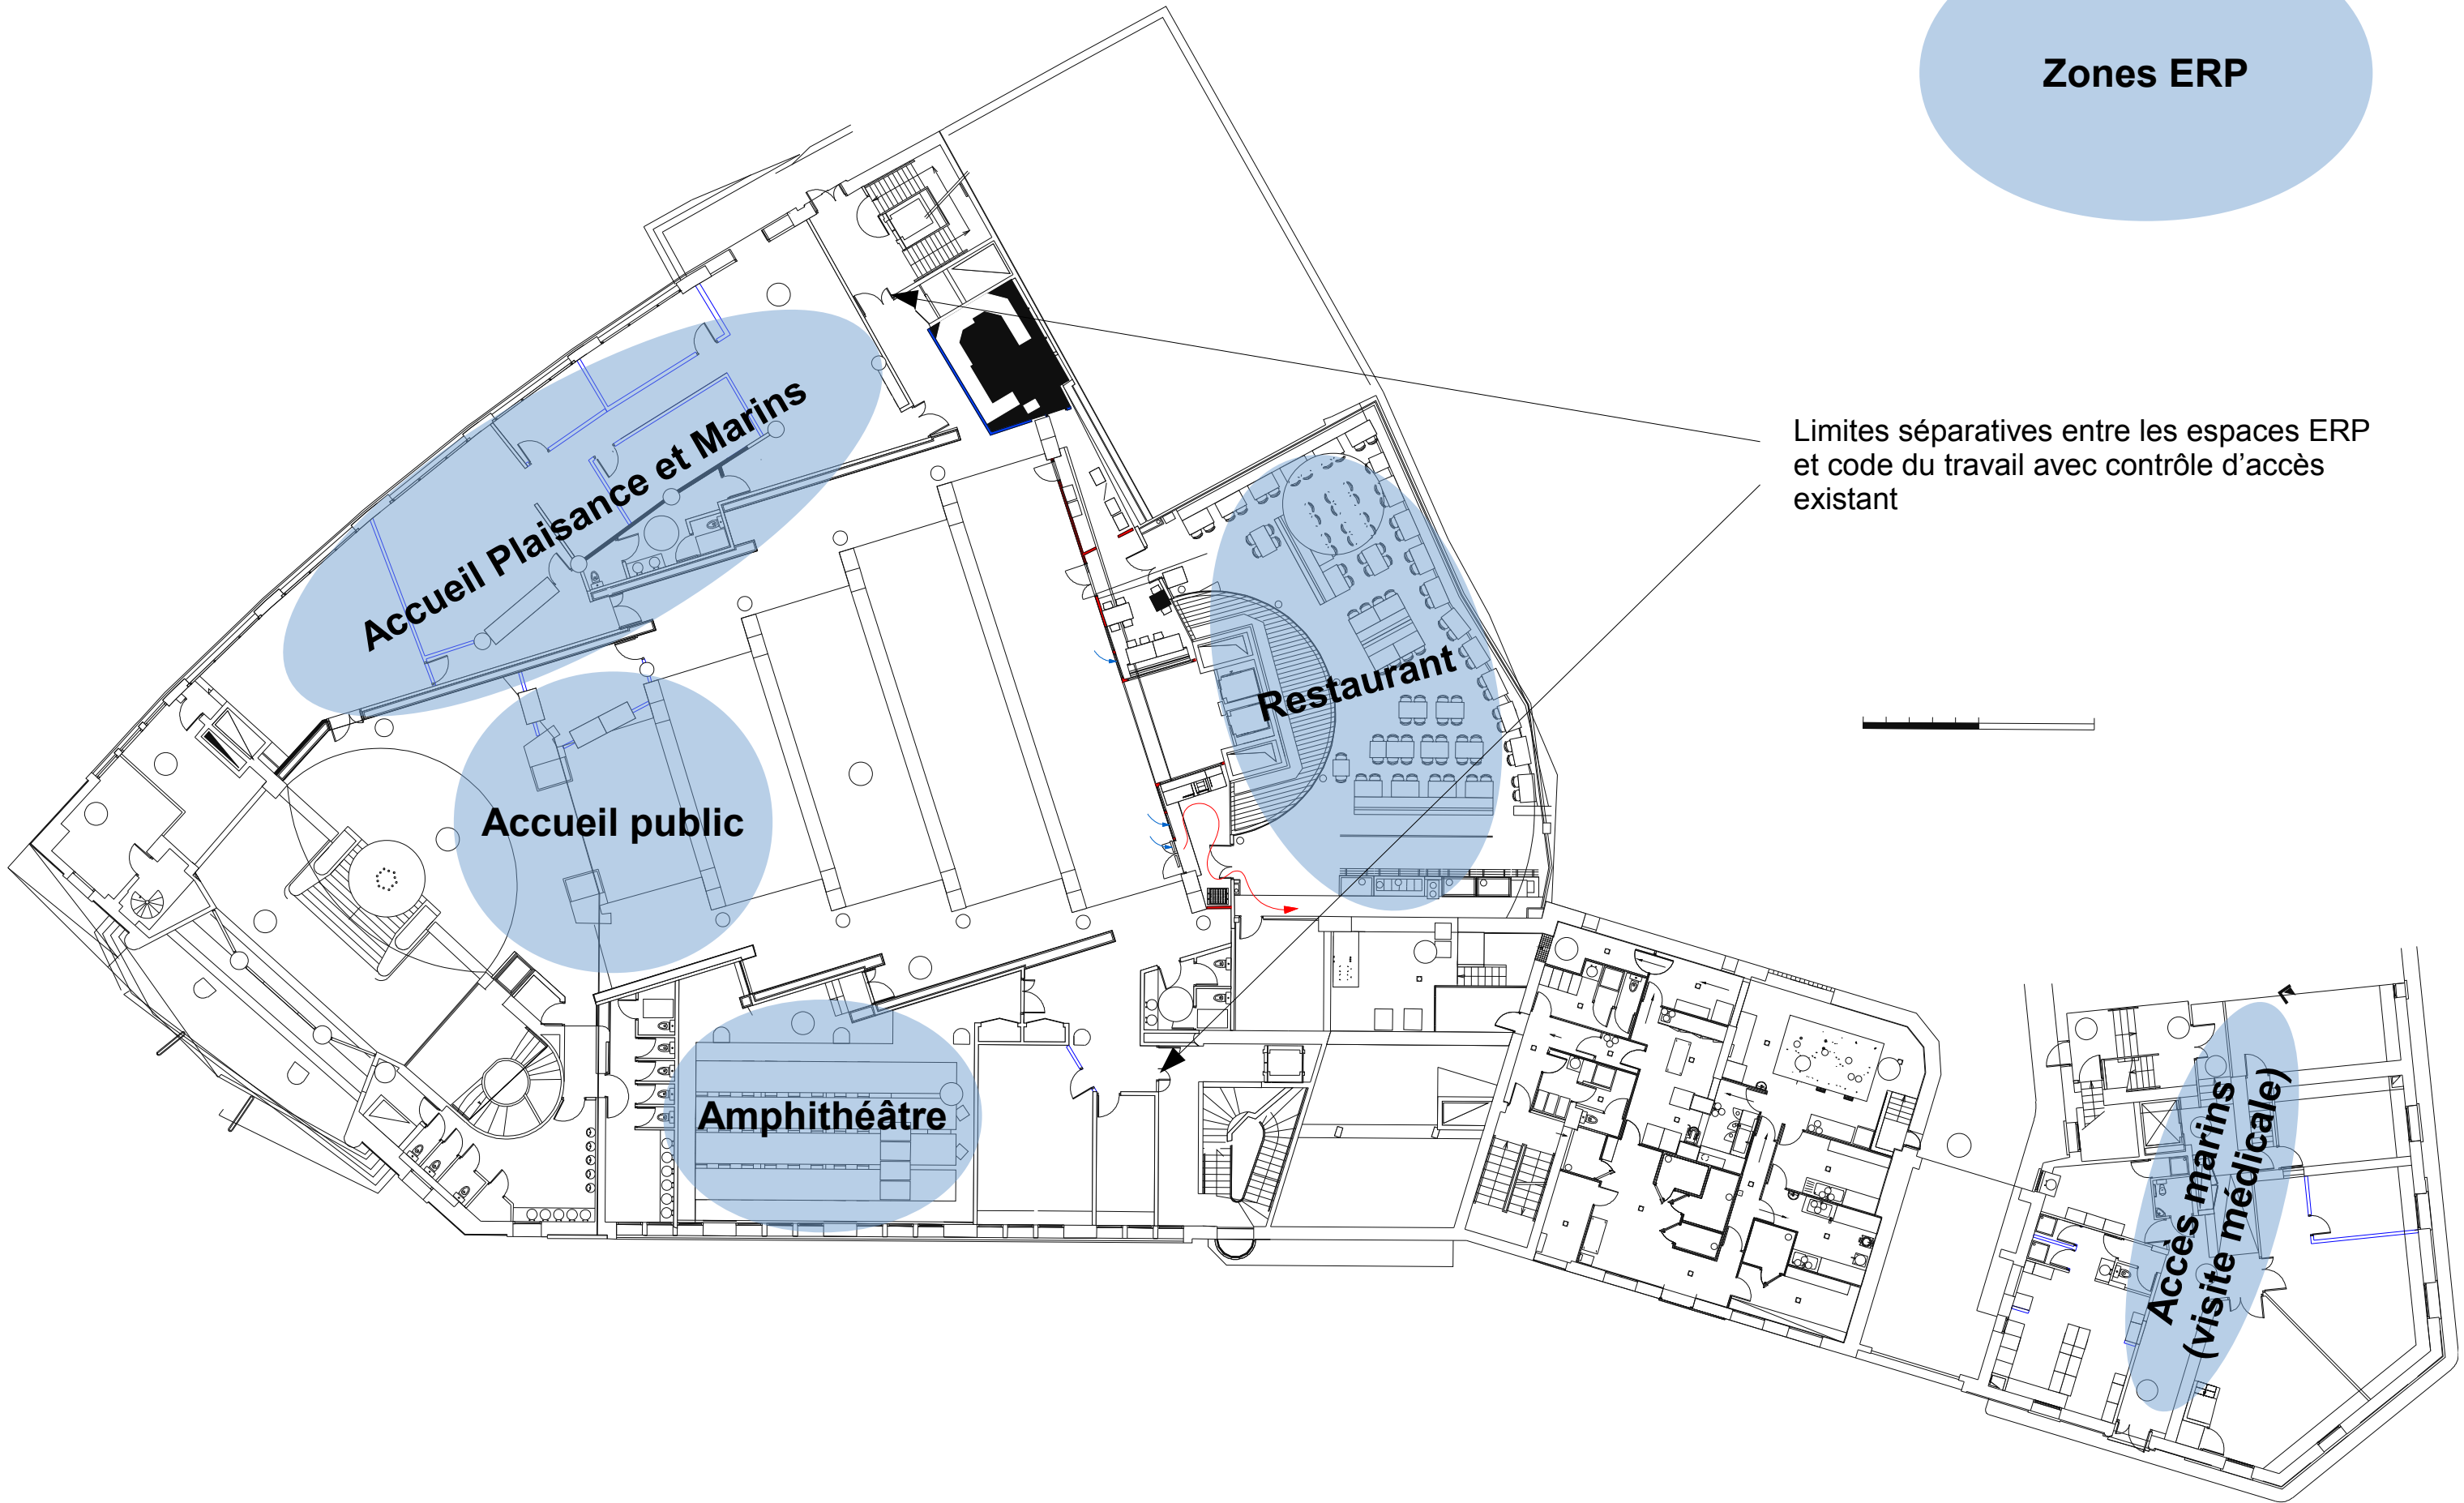 Zones ERP
Limites séparatives entre les espaces ERP
et code du travail avec contrôle d’accès
existant
Accueil Plaisance et Marins
Restaurant
Accueil public
Amphithéâtre
Accès marins
(visite médicale)